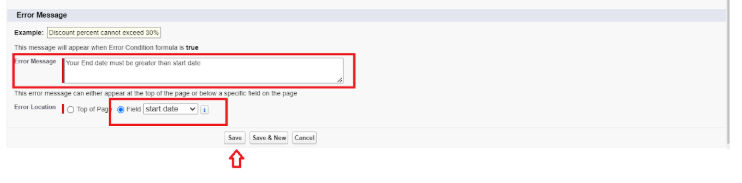 Error Message
Example: Discount percent cannot exceed 30%
This message will appear when Error Condition formula is true
Error Message Your End date must be greater than start date
This error message can either appear at the top of the page or below a specific field on the page
Error Location Top of Page Field start date i
Save Save & New Cancel